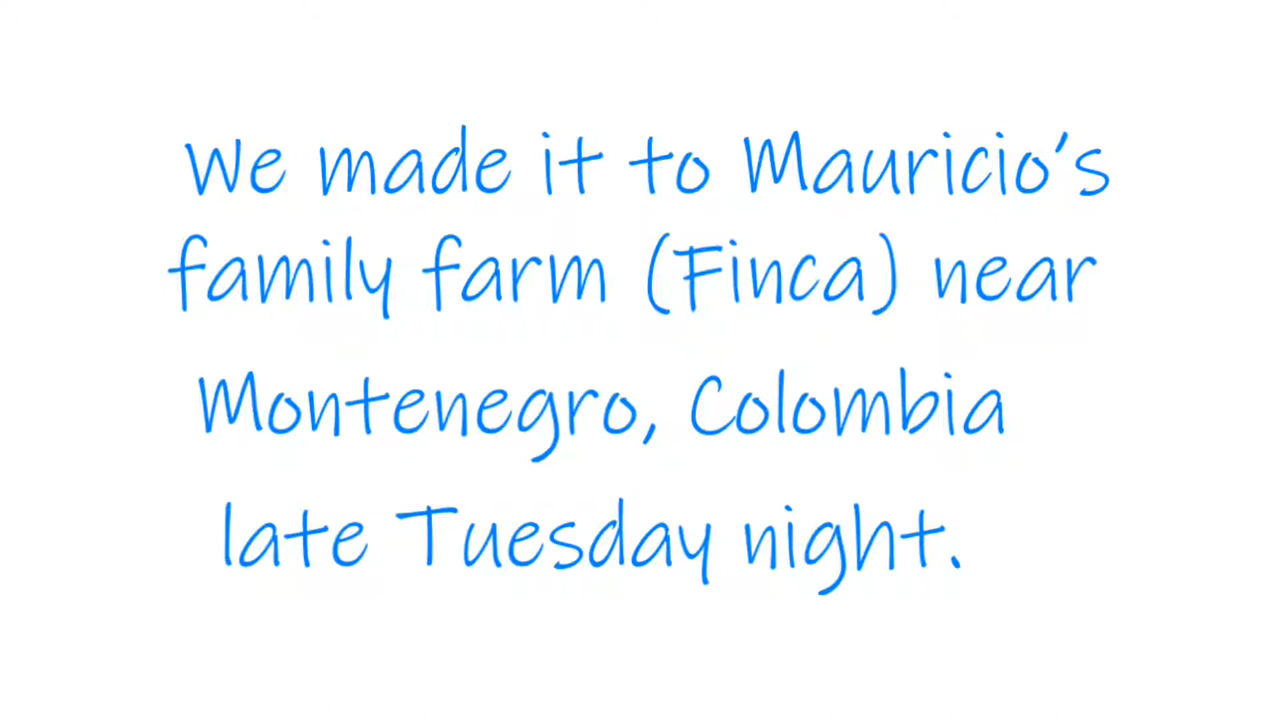 We made it to Mauricio's
family farm (Finca) near
Montenegro, Colombia
late Tuesday night.